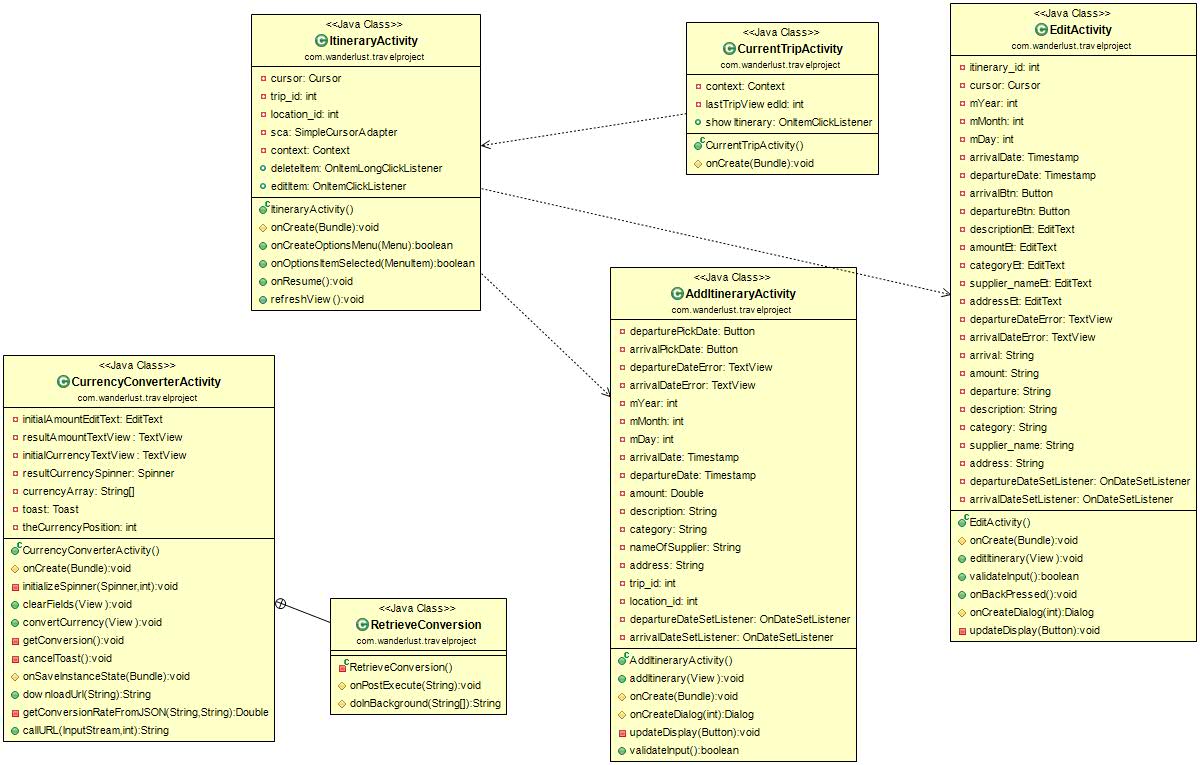 <<Java Class>>
ItineraryActivity
com.wanderlust.travelproject
cursor: Cursor
trip_id: int
location_id: int
sca: SimpleCursorAdapter
context: Context
deleteItem: OnItemLongClickListener
editItem: OnItemClickListener
ItineraryActivity()
onCreate(Bundle):void
onCreateOptionsMenu(Menu):boolean
onOptionsItemSelected(MenuItem):boolean
onResume():void
refreshView():void
<<Java Class>>
CurrentTripActivity
com.wanderlust.travelproject
context: Context
lastTripViewedId: int
showItinerary: OnItemClickListener
CurrentTripActivity()
onCreate(Bundle):void
<<Java Class>>
EditActivity
com.wanderlust.travelproject
itinerary_id: int
cursor: Cursor
mYear: int
mMonth: int
mDay: int
arrivalDate: Timestamp
departureDate: Timestamp
arrivalBtn: Button
departureBtn: Button
descriptionEt: EditText
amountEt: EditText
categoryEt: EditText
supplier_nameEt: EditText
addressEt: EditText
departureDateError: TextView
arrivalDateError: TextView
arrival: String
amount: String
departure: String
description: String
category: String
supplier_name: String
address: String
departureDateSetListener: OnDateSetListener
arrivalDateSetListener: OnDateSetListener
EditActivity()
onCreate(Bundle):void
editItinerary(View):void
validateInput():boolean
onBackPressed():void
onCreateDialog(int):Dialog
updateDisplay(Button):void
<<Java Class>>
AddItineraryActivity
com.wanderlust.travelproject
departurePickDate: Button
arrivalPickDate: Button
departureDateError: TextView
arrivalDateError: TextView
mYear: int
mMonth: int
mDay: int
arrivalDate: Timestamp
departureDate: Timestamp
amount: Double
description: String
category: String
nameOfSupplier: String
address: String
trip_id: int
location_id: int
departureDateSetListener: OnDateSetListener
arrivalDateSetListener: OnDateSetListener
AddItineraryActivity()
addItinerary(View):void
onCreate(Bundle):void
onCreateDialog(int):Dialog
updateDisplay(Button):void
validateInput():boolean
<<Java Class>>
CurrencyConverterActivity
com.wanderlust.travelproject
initialAmountEditText: EditText
resultAmountTextView: TextView
initialCurrencyTextView: TextView
resultCurrencySpinner: Spinner
currencyArray: String[]
toast: Toast
theCurrencyPosition: int
CurrencyConverterActivity()
onCreate(Bundle):void
initializeSpinner(Spinner,int):void
clearFields(View):void
convertCurrency(View):void
getConversion():void
cancelToast():void
onSaveInstanceState(Bundle):void
downloadUrl(String):String
getConversionRateFromJSON(String,String):Double
callURL(InputStream,int):String
<<Java Class>>
RetrieveConversion
com.wanderlust.travelproject
RetrieveConversion()
onPostExecute(String):void
doInBackground(String[]):String